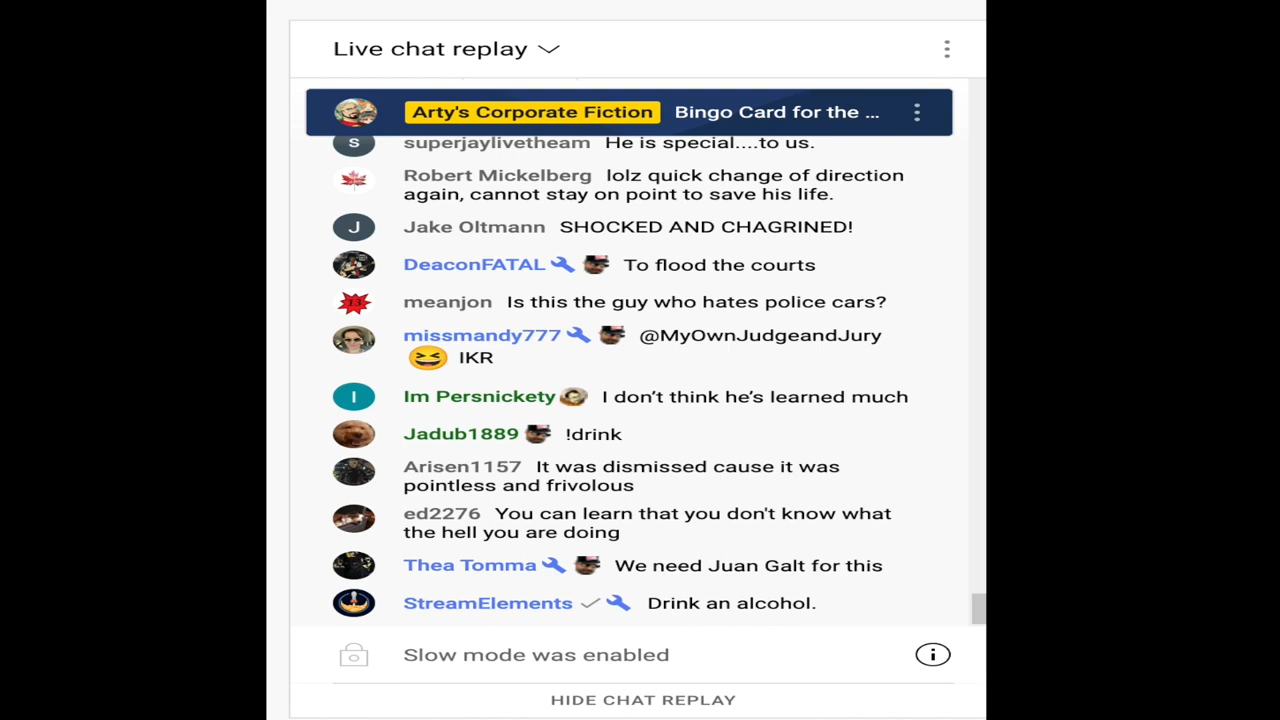 Live chat replay
Arty's Corporate Fiction Bingo Card for the ...
S superjaylivetheam He is special....to us.
Robert Mickelberg lolz quick change of direction
again, cannot stay on point to save his life.
J Jake Oltmann SHOCKED AND CHAGRINED!
DeaconFATAL To flood the courts
13 meanjon Is this the guy who hates police cars?
missmandy777 @MyOwnJudgeandJury
IKR
I Im Persnickety I don't think he's learned much
Jadub1889 !drink
Arisen1157 It was dismissed cause it was
pointless and frivolous
ed2276 You can learn that you don't know what
the hell you are doing
Thea Tomma We need Juan Galt for this
StreamElements Drink an alcohol.
Slow mode was enabled
HIDE CHAT REPLAY